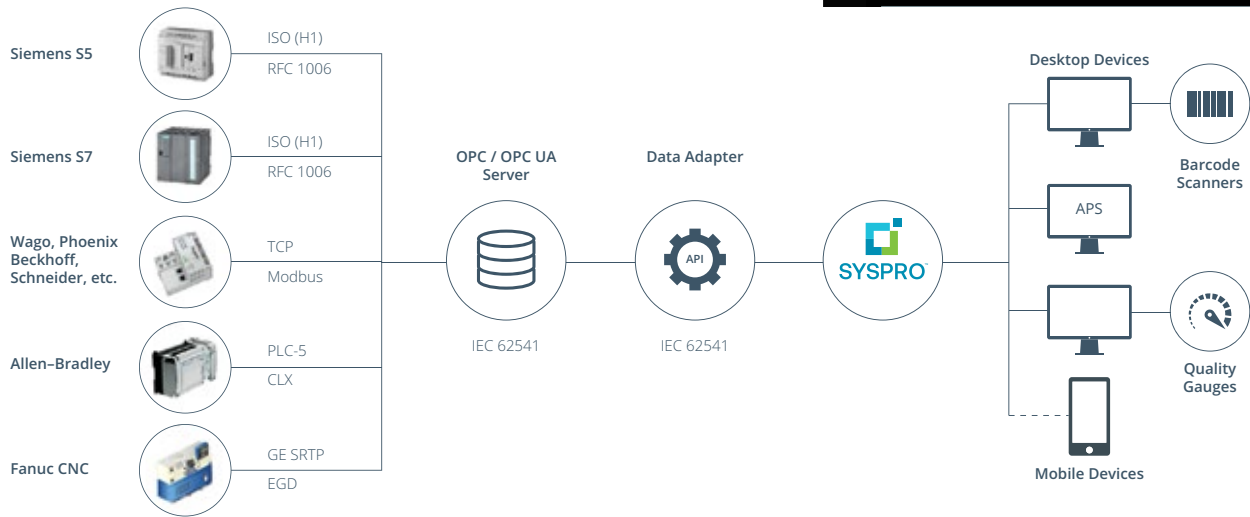 Siemens S5
ISO (H1)
RFC 1006
Siemens S7
ISO (H1)
RFC 1006
Wago, Phoenix
Beckhoff,
Schneider, etc.
TCP
Modbus
Allen–Bradley
PLC-5
CLX
Fanuc CNC
GE SRTP
EGD
OPC / OPC UA
Server
IEC 62541
Data Adapter
API
IEC 62541
SYSPRO™
Desktop Devices
Barcode
Scanners
APS
Quality
Gauges
Mobile Devices